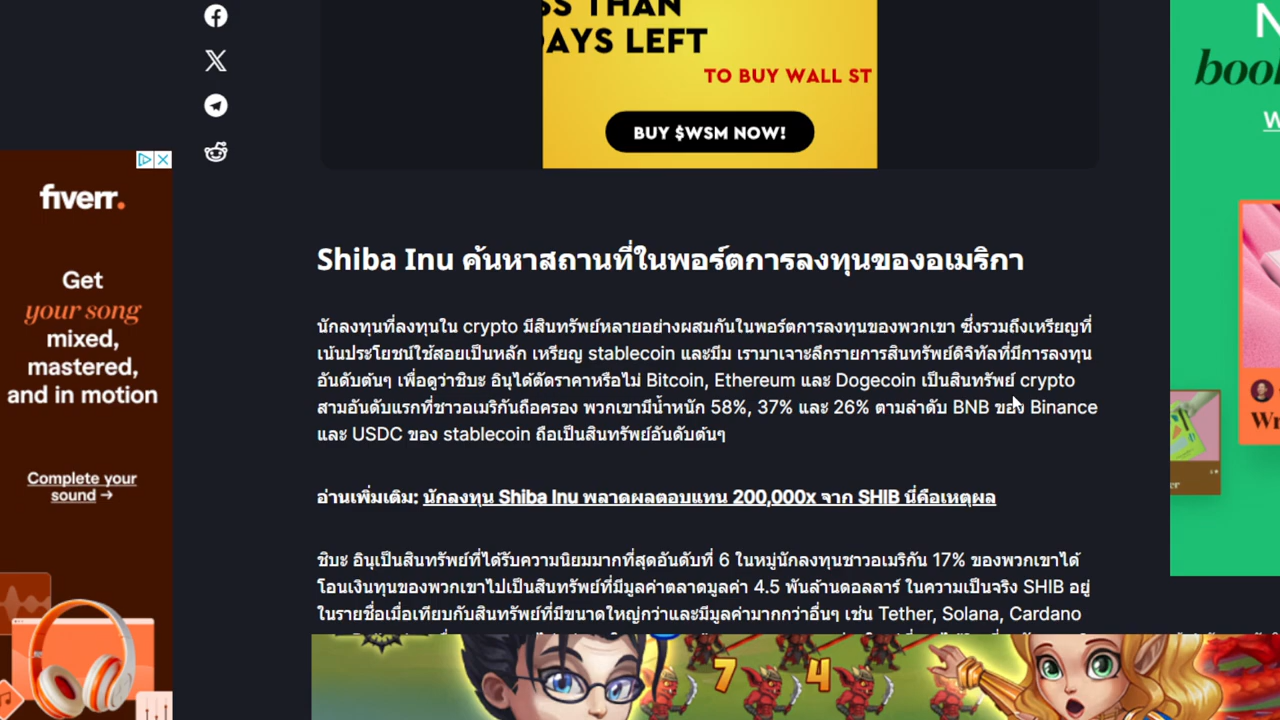 SS THAN
DAYS LEFT
TO BUY WALL ST
BUY $WSM NOW!
fiverr.
Get
your song
mixed,
mastered,
and in motion
Complete your
sound →
Shiba Inu ค้นหาสถานที่ในพอร์ตการลงทุนของอเมริกา
นักลงทุนที่ลงทุนใน crypto มีสินทรัพย์หลายอย่างผสมกันในพอร์ตการลงทุนของพวกเขา ซึ่งรวมถึงเหรียญที่
เน้นประโยชน์ใช้สอยเป็นหลัก เหรียญ stablecoin และมีม เรามาเจาะลึกรายการสินทรัพย์ดิจิทัลที่มีการลงทุน
อันดับต้นๆ เพื่อดูว่าชิบะ อินุได้ตัดราคาหรือไม่ Bitcoin, Ethereum และ Dogecoin เป็นสินทรัพย์ crypto
สามอันดับแรกที่ชาวอเมริกันถือครอง พวกเขามีน้ำหนัก 58%, 37% และ 26% ตามลำดับ BNB ของ Binance
และ USDC ของ stablecoin ถือเป็นสินทรัพย์อันดับต้นๆ
อ่านเพิ่มเติม: นักลงทุน Shiba Inu พลาดผลตอบแทน 200,000x จาก SHIB นี่คือเหตุผล
ชิบะ อินุเป็นสินทรัพย์ที่ได้รับความนิยมมากที่สุดอันดับที่ 6 ในหมู่นักลงทุนชาวอเมริกัน 17% ของพวกเขาได้
โอนเงินทุนของพวกเขาไปเป็นสินทรัพย์ที่มีมูลค่าตลาดมูลค่า 4.5 พันล้านดอลลาร์ ในความเป็นจริง SHIB อยู่
ในรายชื่อเมื่อเทียบกับสินทรัพย์ที่มีขนาดใหญ่กว่าและมีมูลค่ามากกว่าอื่นๆ เช่น Tether, Solana, Cardano
7 4
N
book
W
Wr